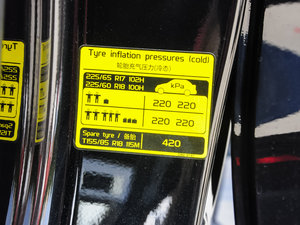 Tyre inflation pressures (cold)
轮胎充气压力(冷态)
225/65 R17 102H
225/60 R18 100H
kPa
220 220
220 220
Spare tyre / 备胎
T155/85 R18 115M
420